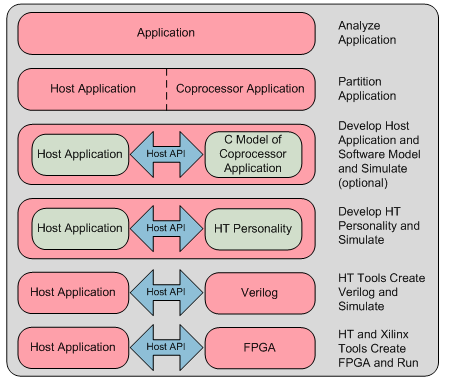 Application
Analyze
Application
Host Application
Coprocessor Application
Partition
Application
Host Application
Host API
C Model of
Coprocessor
Application
Develop Host
Application and
Software Model
and Simulate
(optional)
Host Application
Host API
HT Personality
Develop HT
Personality and
Simulate
Host Application
Host API
Verilog
HT Tools Create
Verilog and
Simulate
Host Application
Host API
FPGA
HT and Xilinx
Tools Create
FPGA and Run